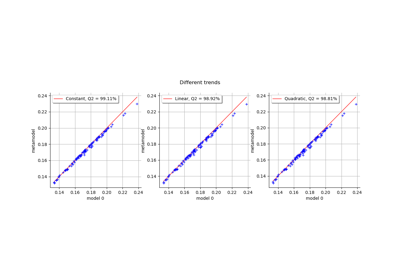 Different trends
Constant, Q2 = 99.11%
Linear, Q2 = 98.92%
Quadratic, Q2 = 98.81%
metamodel
metamodel
metamodel
0.24
0.22
0.20
0.18
0.16
0.14
0.24
0.22
0.20
0.18
0.16
0.14
0.24
0.22
0.20
0.18
0.16
0.14
0.14 0.16 0.18 0.20 0.22 0.24
0.14 0.16 0.18 0.20 0.22 0.24
0.14 0.16 0.18 0.20 0.22 0.24
model 0
model 0
model 0